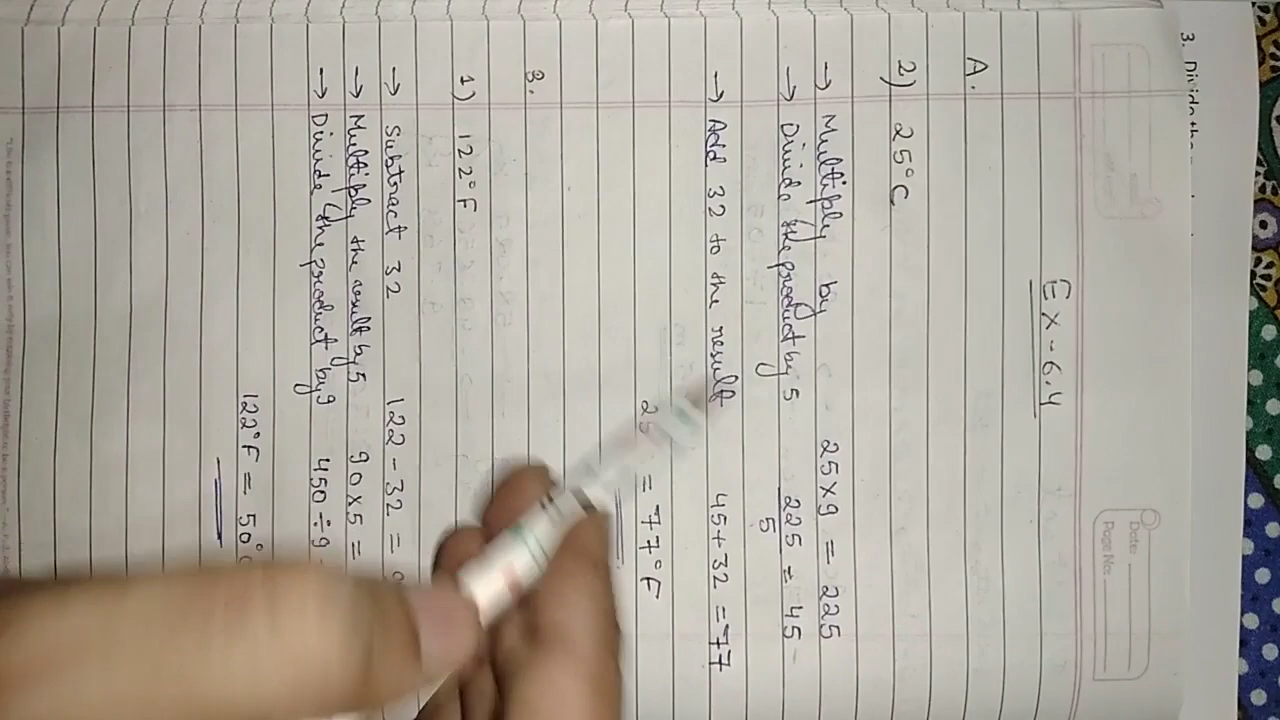 3. Divide the
Date:
Page No:
Ex-6.4
A.
2) 25°C
→ Multiply by 25×9 = 225
→ Divide the product by 5 225 = 45
5
→ Add 32 to the result 45+32 = 77
25 = 77°F
3.
1) 122°F
→ Subtract 32 122-32 =
→ Multiply the result by 5 90×5 =
→ Divide the product by 9 450÷9
122°F = 50°C